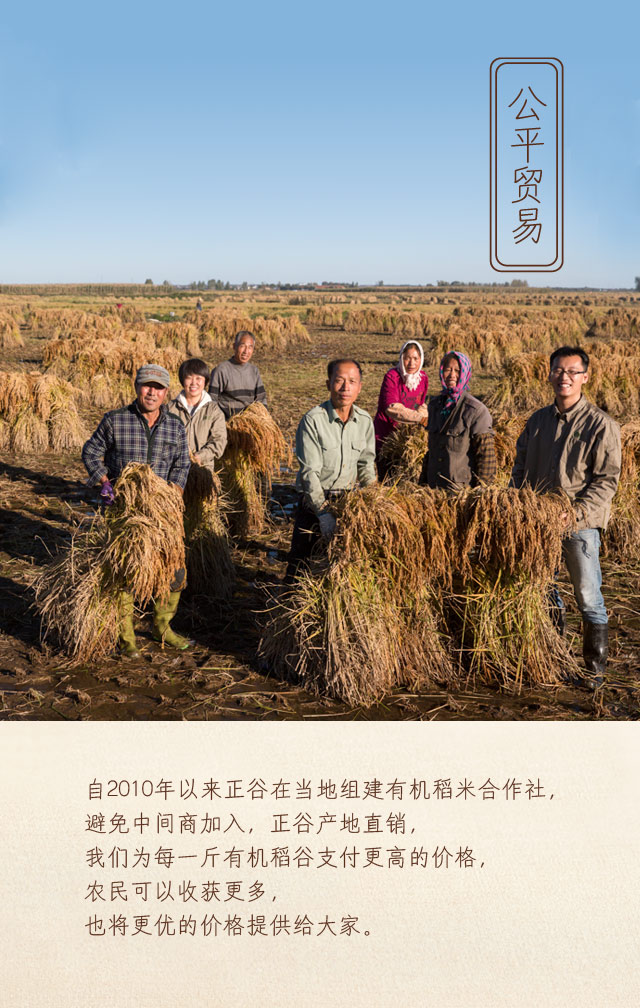 公平贸易
自2010年以来正谷在当地组建有机稻米合作社，
避免中间商加入，正谷产地直销，
我们为每一斤有机稻谷支付更高的价格，
农民可以收获更多，
也将更优的价格提供给大家。